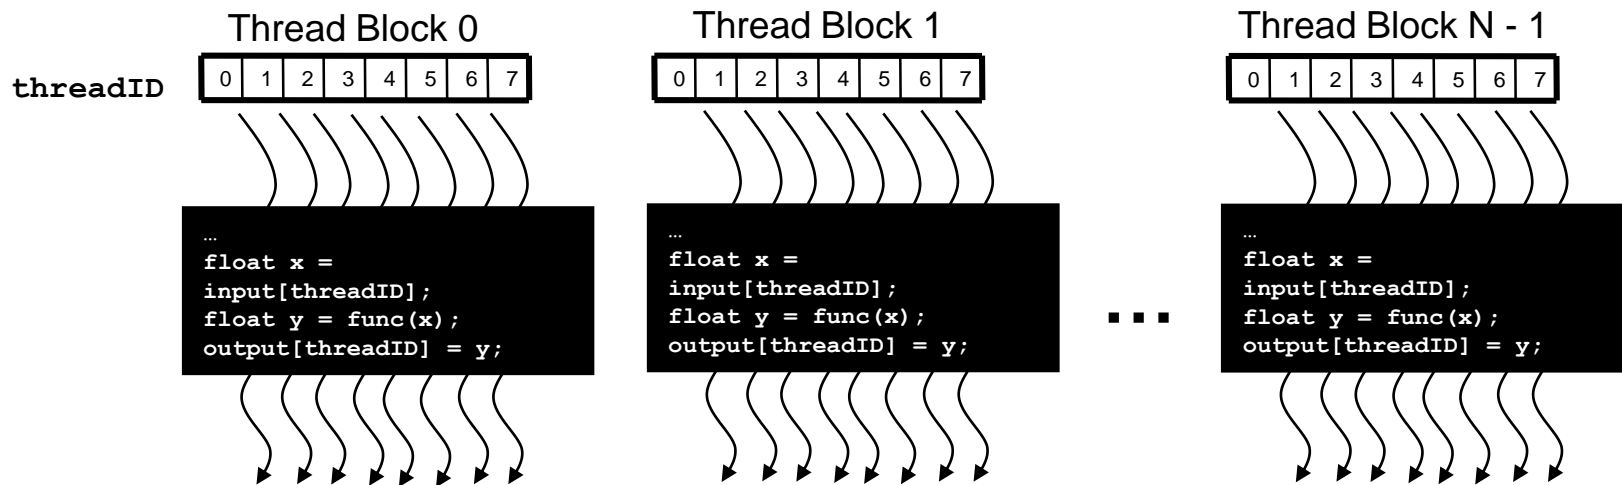 Thread Block 0
Thread Block 1
Thread Block N - 1
threadID
0 1 2 3 4 5 6 7
0 1 2 3 4 5 6 7
0 1 2 3 4 5 6 7
…
float x =
input[threadID];
float y = func(x);
output[threadID] = y;
…
float x =
input[threadID];
float y = func(x);
output[threadID] = y;
…
…
float x =
input[threadID];
float y = func(x);
output[threadID] = y;